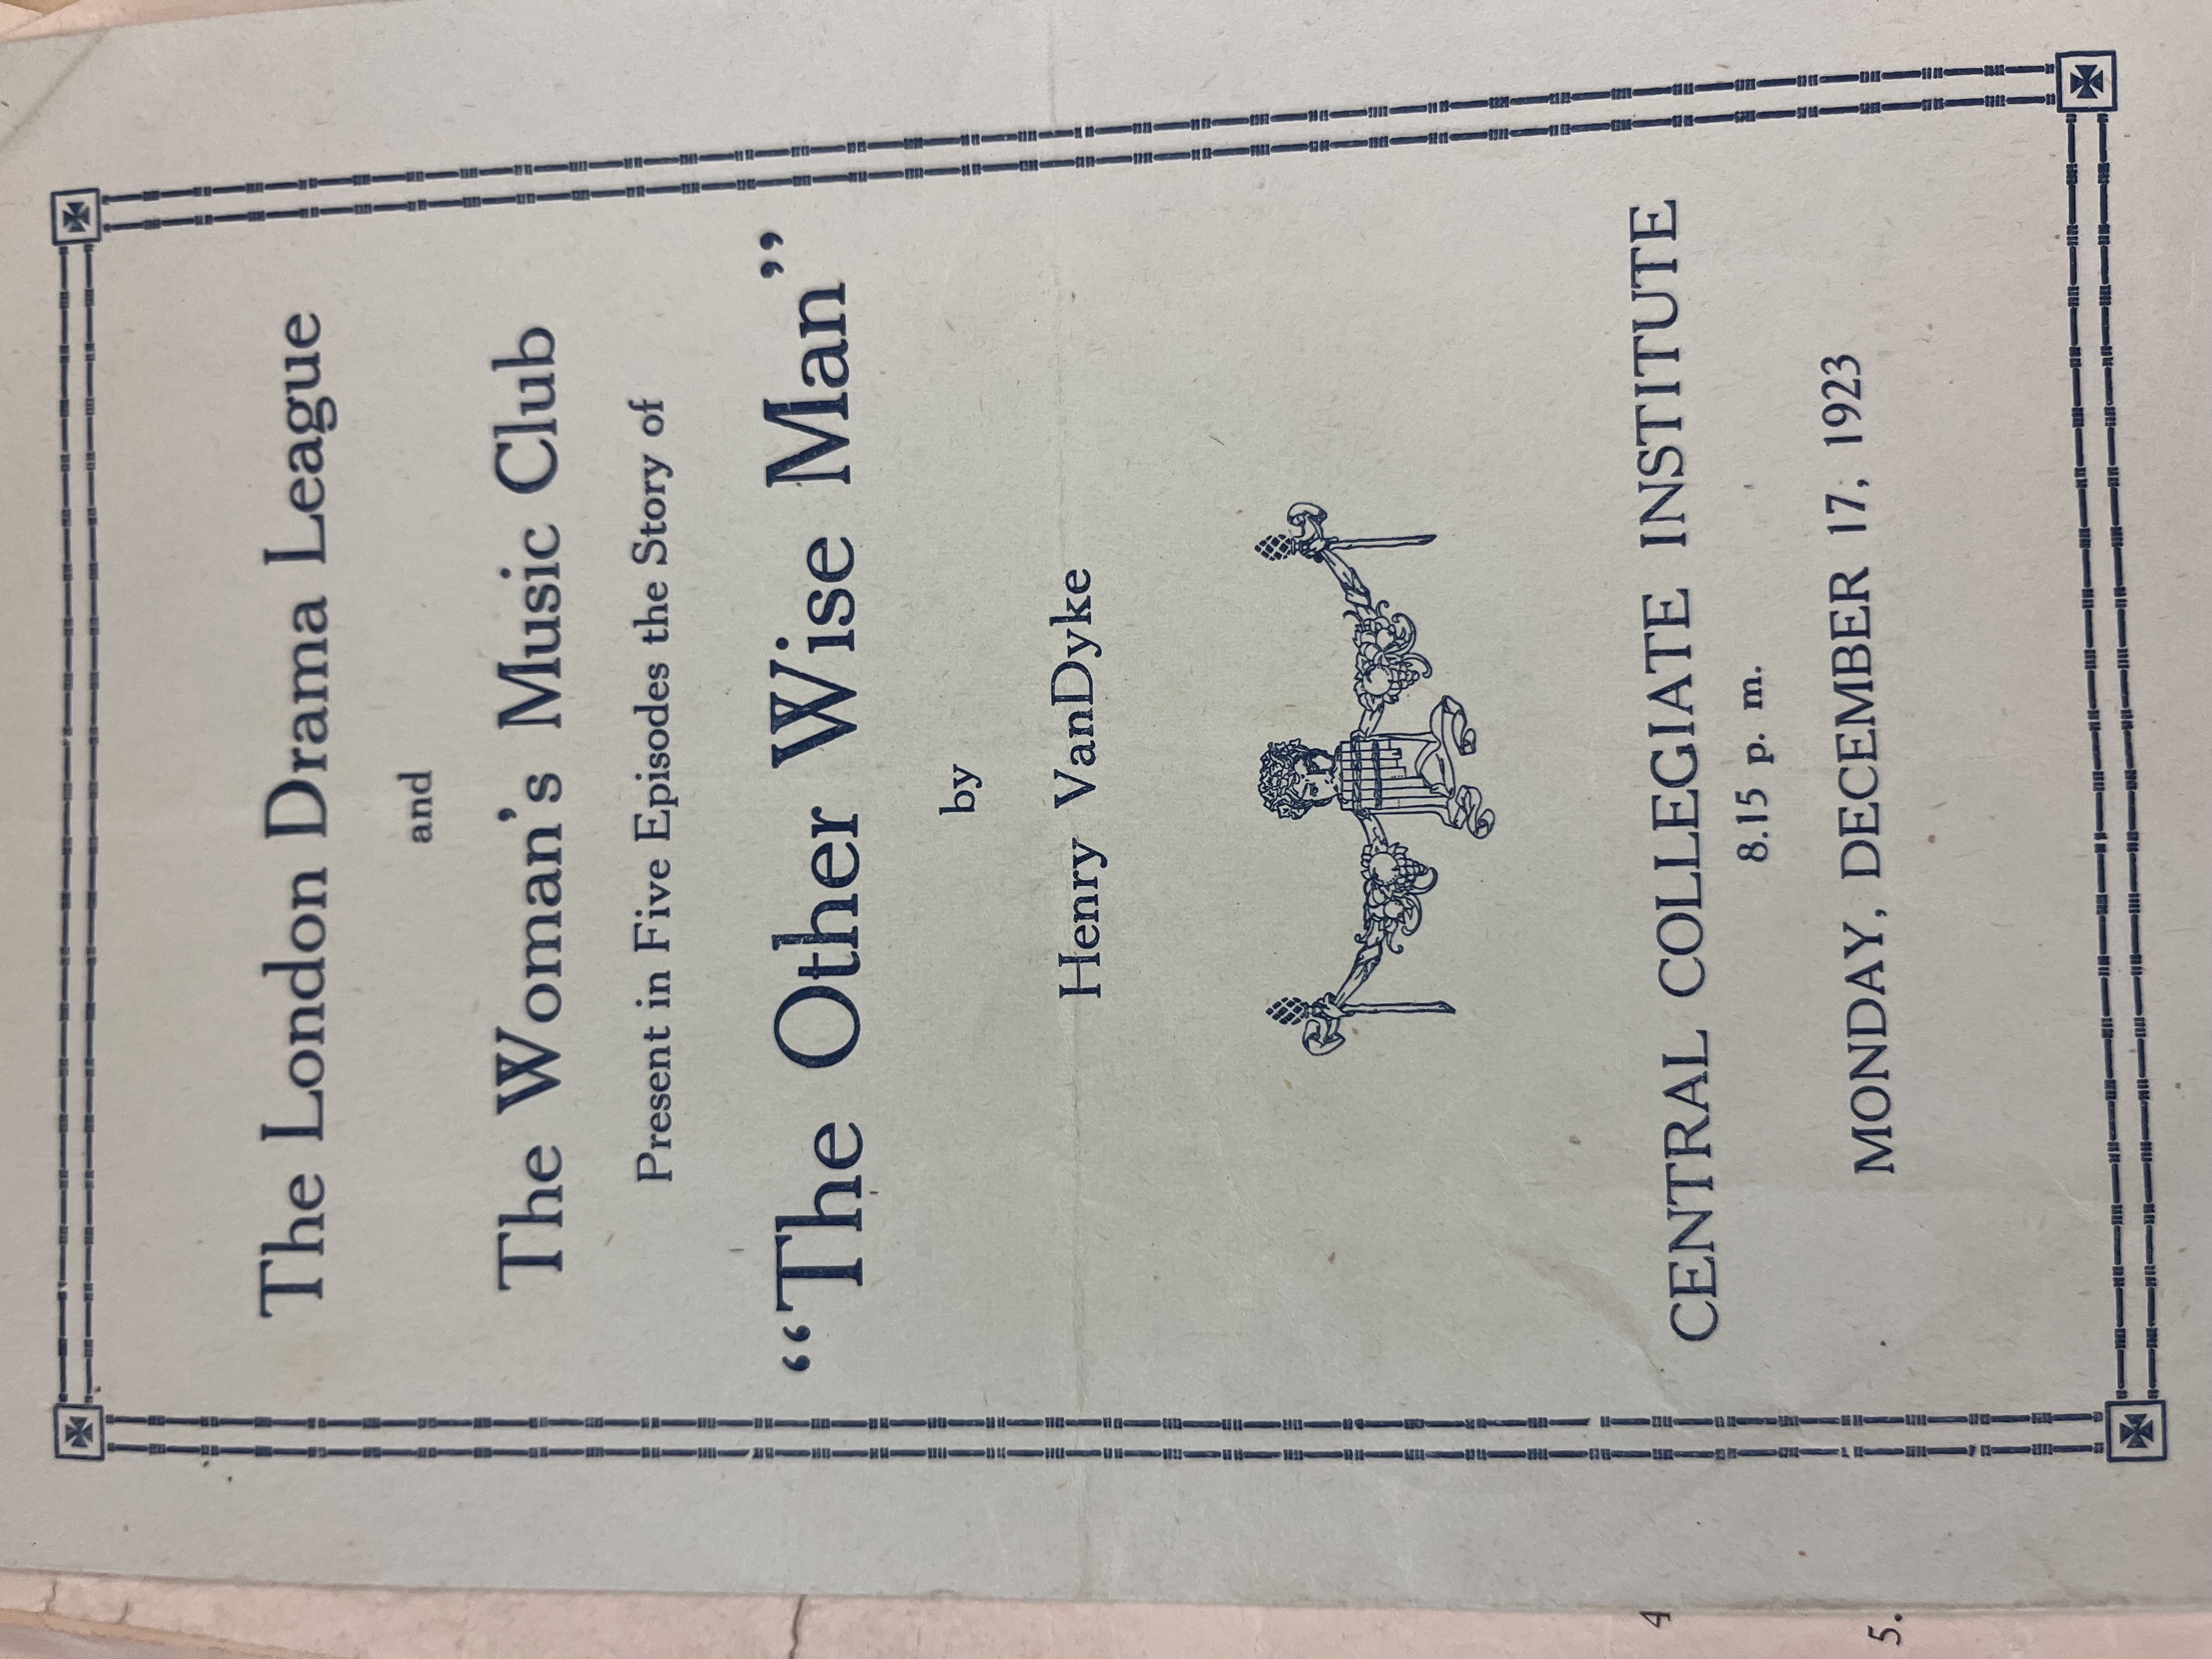 The London Drama League
and
The Woman's Music Club
Present in Five Episodes the Story of
“The Other Wise Man”
by
Henry VanDyke
CENTRAL COLLEGIATE INSTITUTE
8.15 p. m.
MONDAY, DECEMBER 17, 1923
4
5.